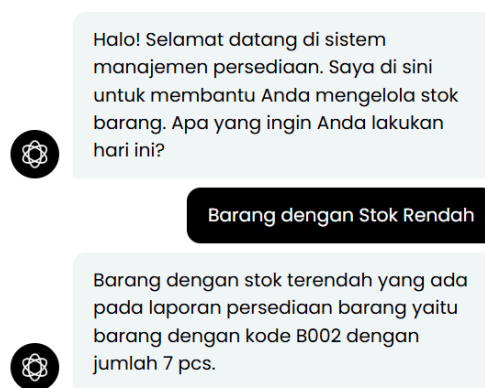 Halo! Selamat datang di sistem
manajemen persediaan. Saya di sini
untuk membantu Anda mengelola stok
barang. Apa yang ingin Anda lakukan
hari ini?
Barang dengan Stok Rendah
Barang dengan stok terendah yang ada
pada laporan persediaan barang yaitu
barang dengan kode B002 dengan
jumlah 7 pcs.